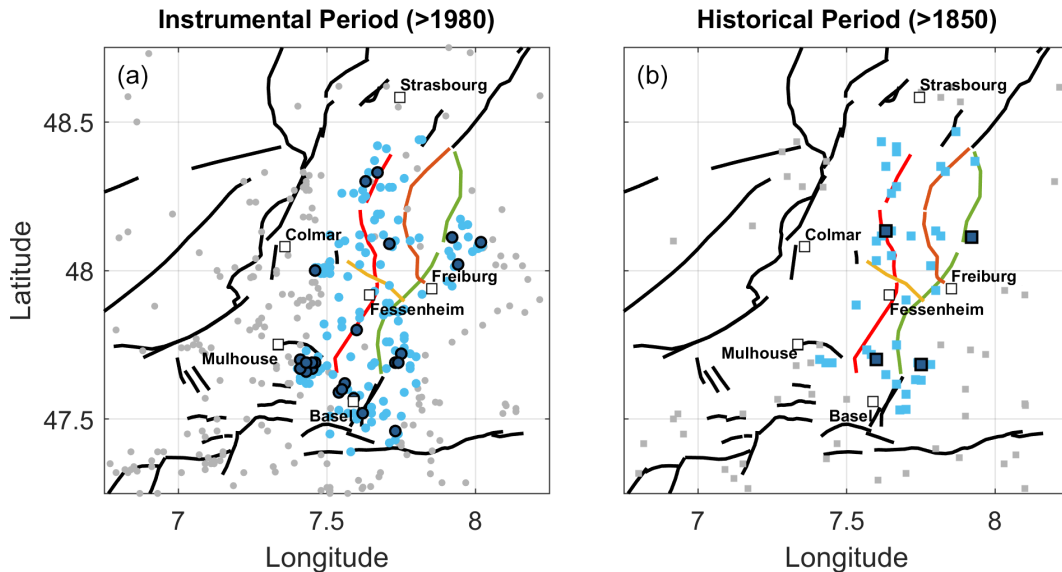 Instrumental Period (>1980)
Historical Period (>1850)
(a)
Strasbourg
48.5
Colmar
48
Freiburg
Fessenheim
Mulhouse
47.5
Basel
7
7.5
8
Latitude
Longitude
(b)
Strasbourg
Colmar
Freiburg
Fessenheim
Mulhouse
Basel
7
7.5
8
Longitude